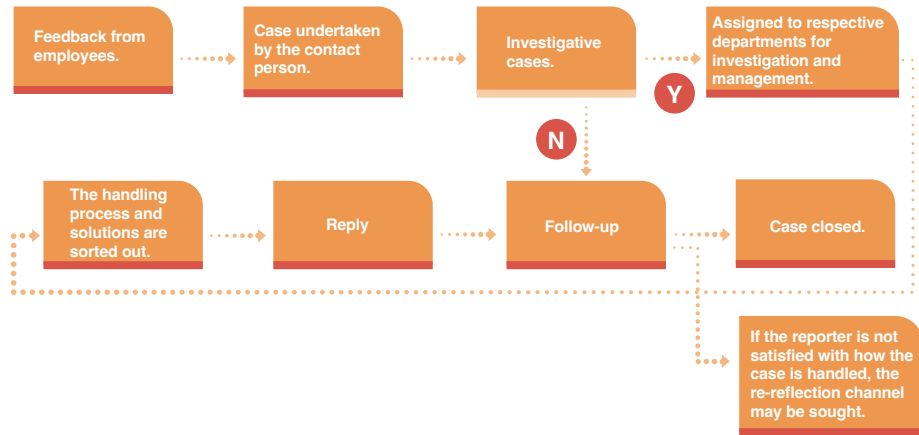 Feedback from
employees.
Case undertaken
by the contact
person.
Investigative
cases.
Y
Assigned to respective
departments for
investigation and
management.
N
The handling
process and
solutions are
sorted out.
Reply
Follow-up
Case closed.
If the reporter is not
satisfied with how the
case is handled, the
re-reflection channel
may be sought.